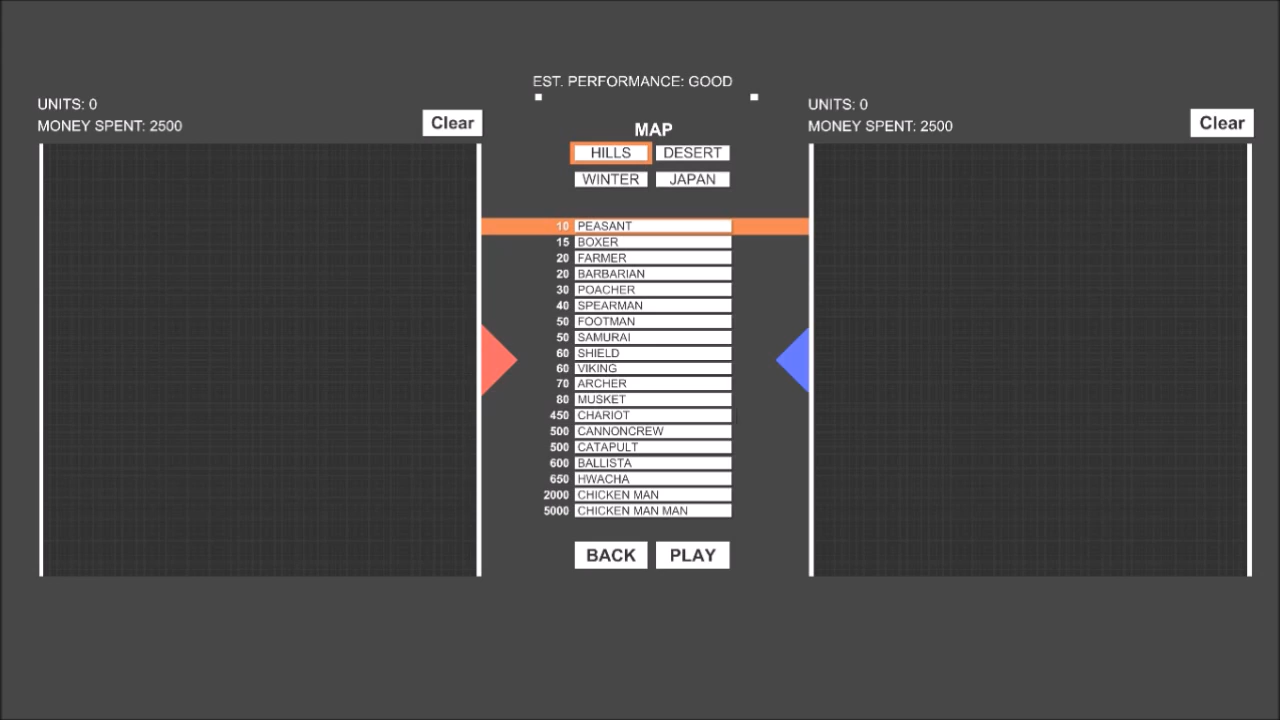 EST. PERFORMANCE: GOOD
UNITS: 0
MONEY SPENT: 2500
Clear
UNITS: 0
MONEY SPENT: 2500
Clear
MAP
HILLS DESERT
WINTER JAPAN
10 PEASANT
15 BOXER
20 FARMER
20 BARBARIAN
30 POACHER
40 SPEARMAN
50 FOOTMAN
50 SAMURAI
60 SHIELD
60 VIKING
70 ARCHER
80 MUSKET
450 CHARIOT
500 CANNONCREW
500 CATAPULT
600 BALLISTA
650 HWACHA
2000 CHICKEN MAN
5000 CHICKEN MAN MAN
BACK PLAY